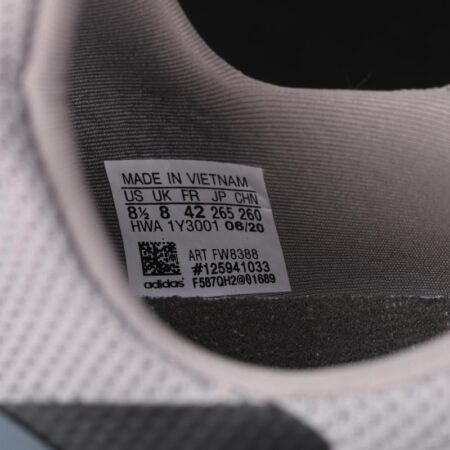 MADE IN VIETNAM
US UK FR JP CHN
8½ 8 42 265 260
HWA 1Y3001 06/20
ART FW8388
#125941033
adidas F587QH2@01689